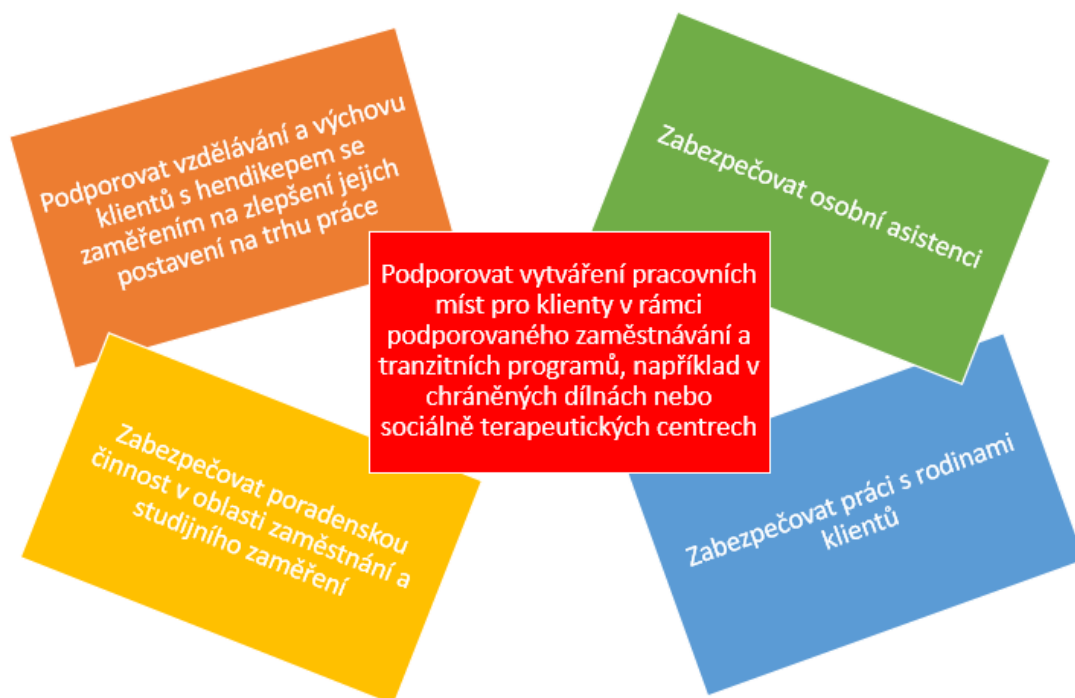 Podporovat vzdělávání a výchovu
klientů s hendikepem se
zaměřením na zlepšení jejich
postavení na trhu práce
Zabezpečovat osobní asistenci
Podporovat vytváření pracovních
míst pro klienty v rámci
podporovaného zaměstnávání a
tranzitních programů, například v
chráněných dílnách nebo
sociálně terapeutických centrech
Zabezpečovat poradenskou
činnost v oblasti zaměstnání a
studijního zaměření
Zabezpečovat práci s rodinami
klientů